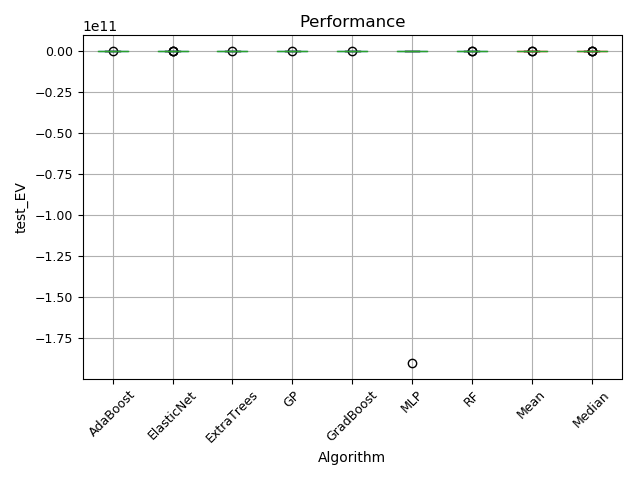 Performance
1e11
0.00
−0.25
−0.50
−0.75
−1.00
−1.25
−1.50
−1.75
test_EV
AdaBoost
ElasticNet
ExtraTrees
GP
GradBoost
MLP
RF
Mean
Median
Algorithm